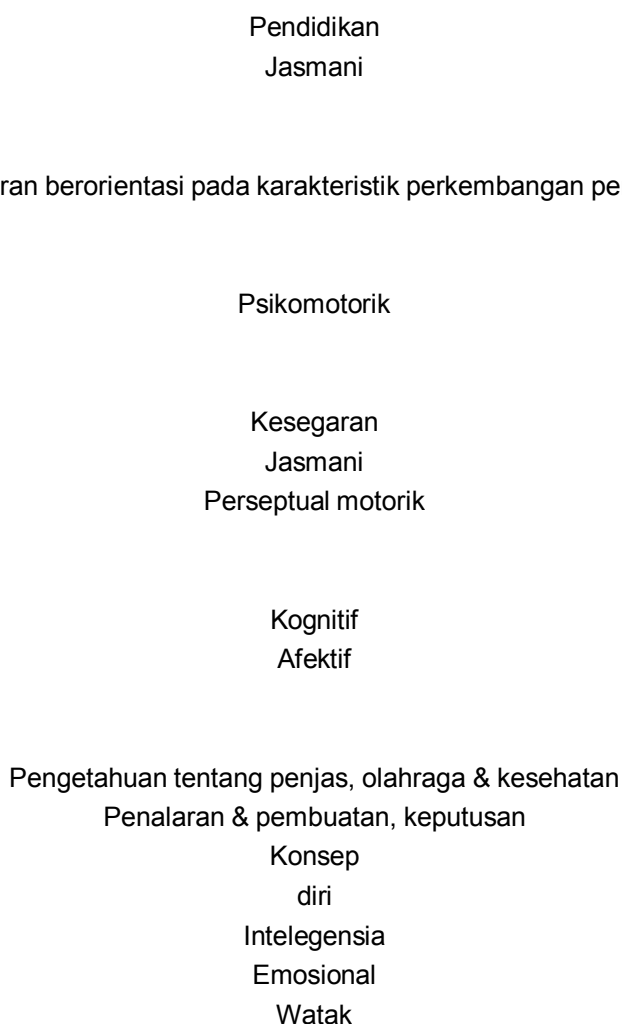 Pendidikan
Jasmani
ran berorientasi pada karakteristik perkembangan pe
Psikomotorik
Kesegaran
Jasmani
Perseptual motorik
Kognitif
Afektif
Pengetahuan tentang penjas, olahraga & kesehatan
Penalaran & pembuatan, keputusan
Konsep
diri
Intelegensia
Emosional
Watak